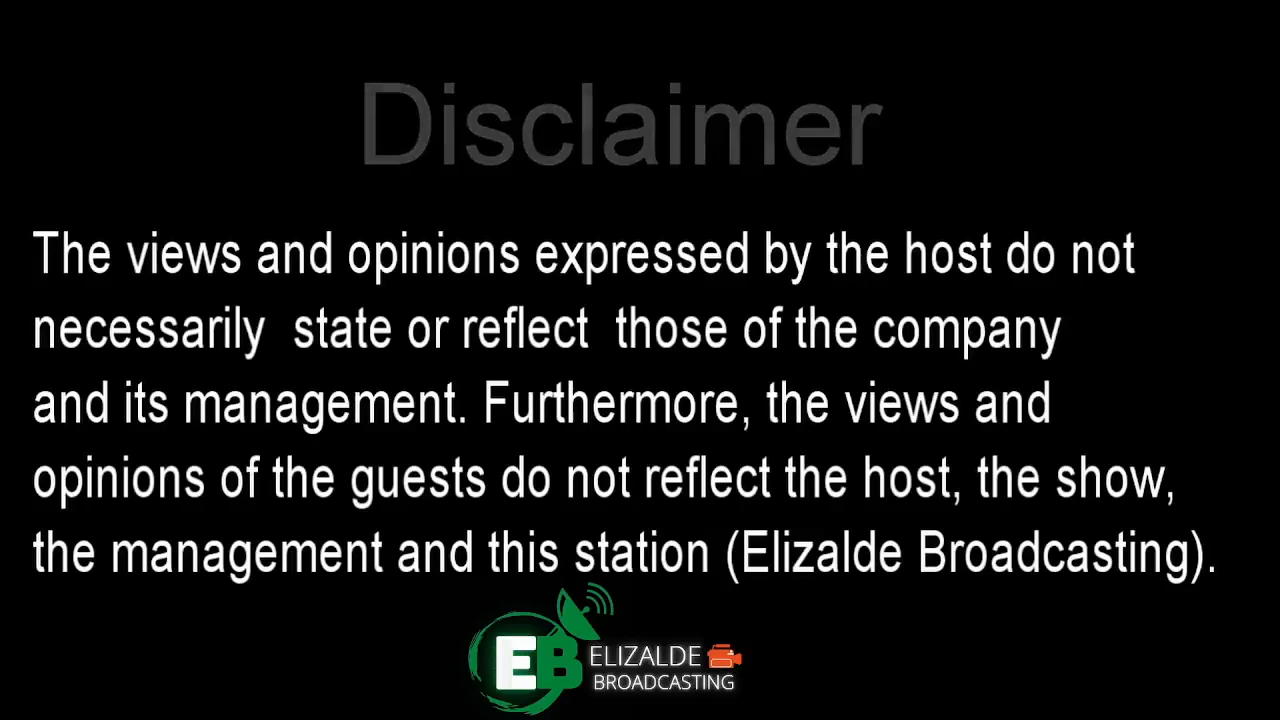 Disclaimer
The views and opinions expressed by the host do not
necessarily  state or reflect  those of the company
and its management. Furthermore, the views and
opinions of the guests do not reflect the host, the show,
the management and this station (Elizalde Broadcasting).
EB ELIZALDE
BROADCASTING